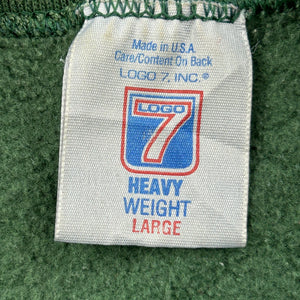 Made in U.S.A.
Care/Content On Back
LOGO 7, INC.®
LOGO
7
HEAVY
WEIGHT
LARGE